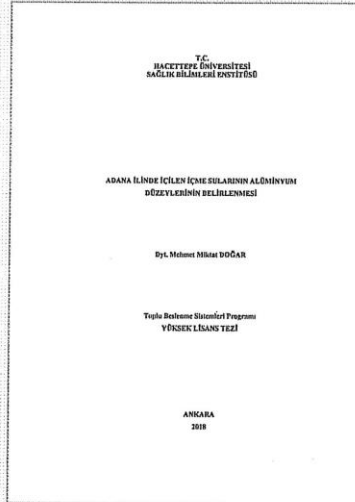 T.C.
HACETTEPE ÜNİVERSİTESİ
SAĞLIK BİLİMLERİ ENSTİTÜSÜ
ADANA İLİNDE İÇİLEN İÇME SULARININ ALÜMİNYUM
DÜZEYLERİNİN BELİRLENMESİ
Dyt. Mehmet Miktat DOĞAR
Toplu Beslenme Sistemleri Programı
YÜKSEK LİSANS TEZİ
ANKARA
2018